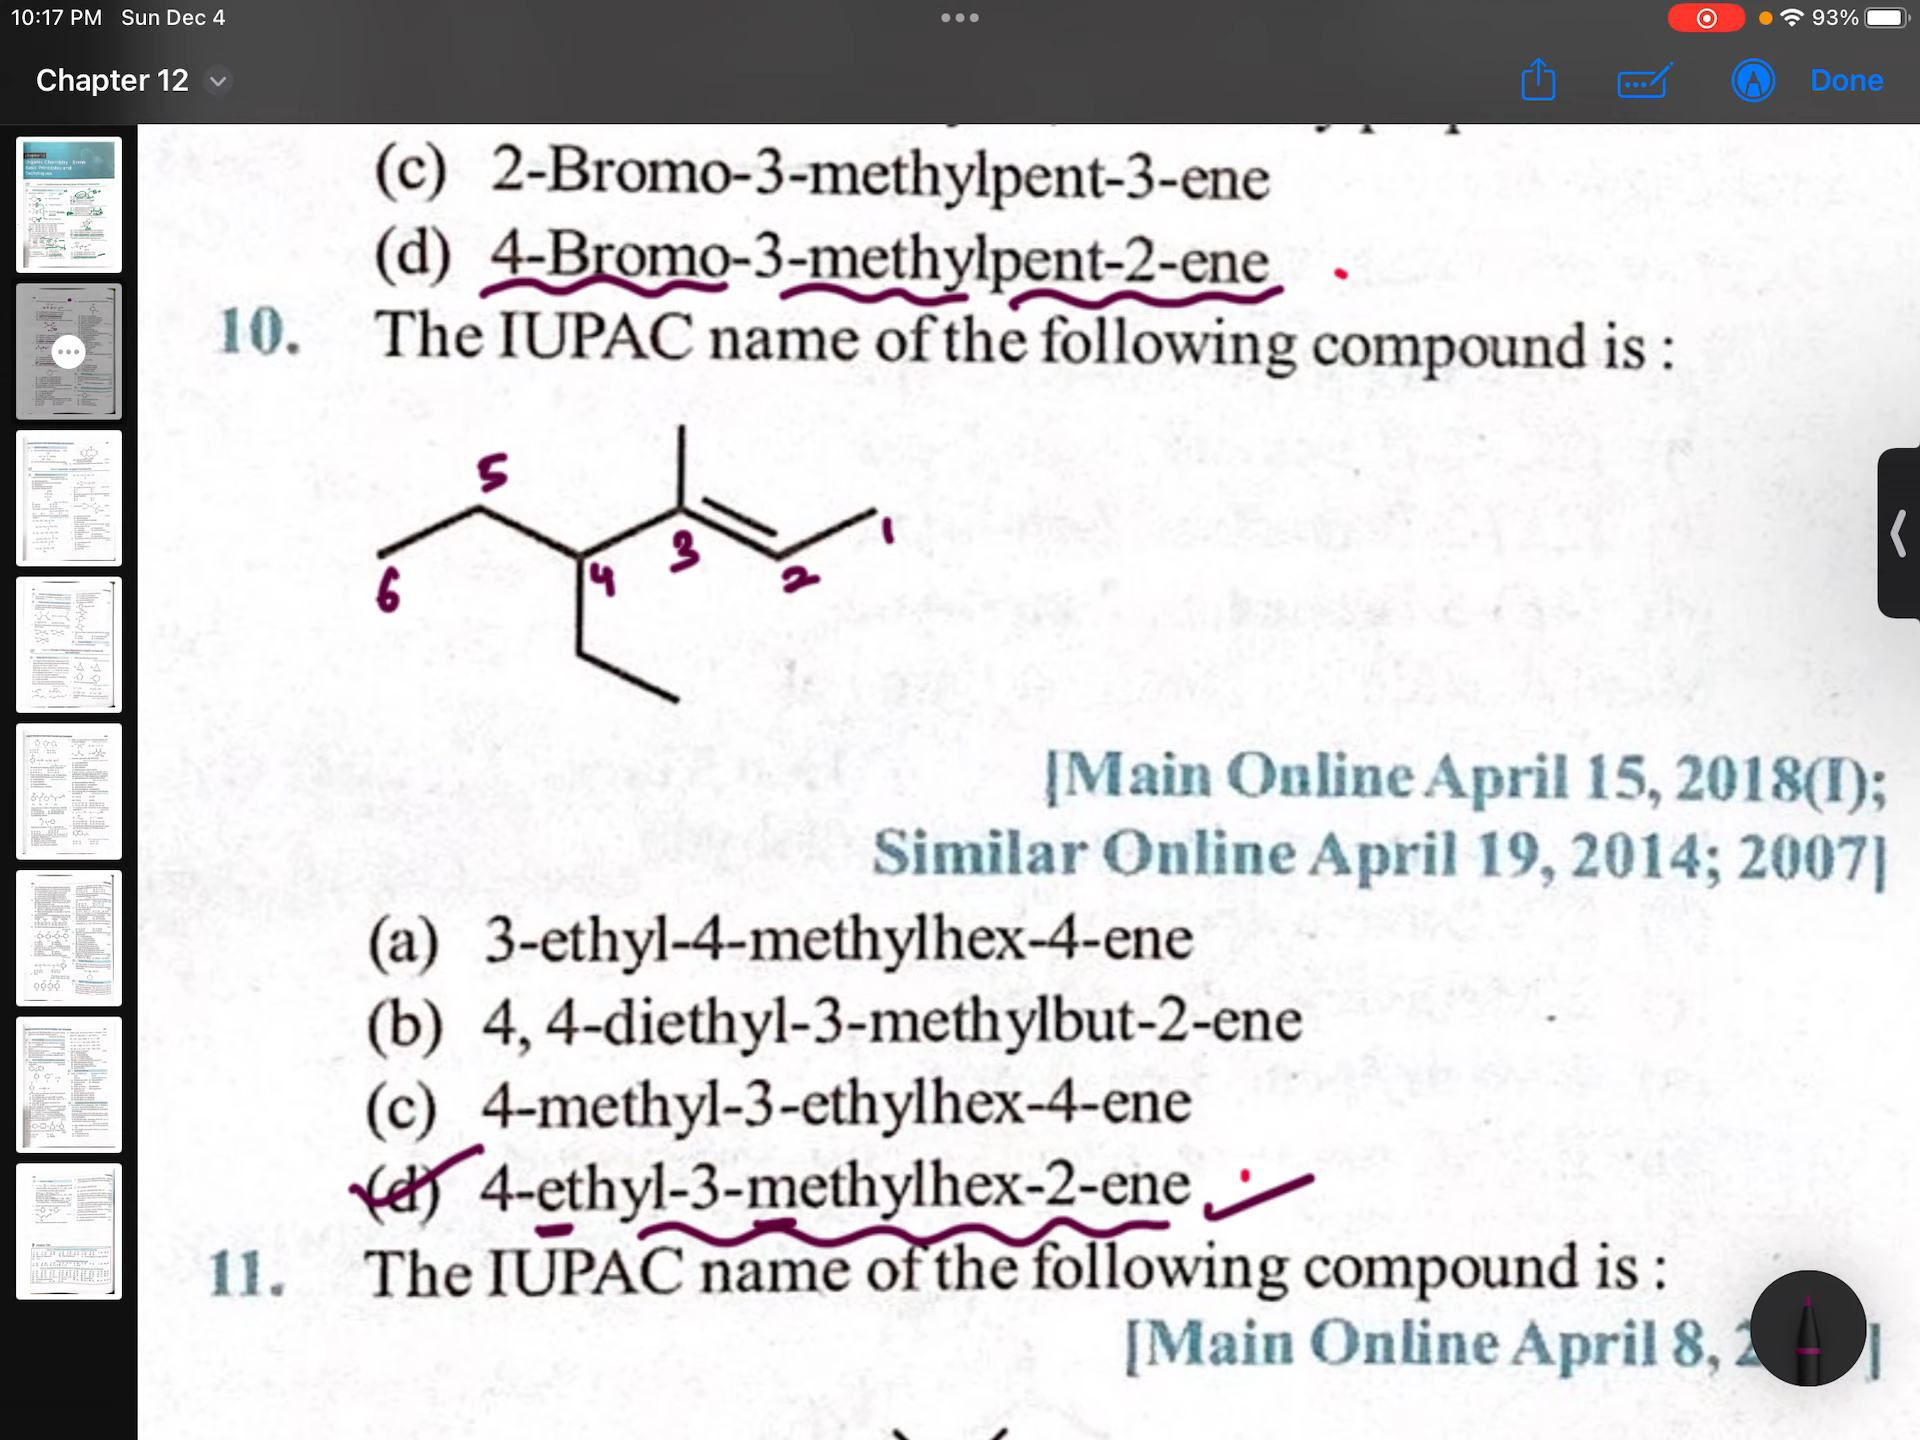 10:17 PM Sun Dec 4
93%
Chapter 12
Done
(c) 2-Bromo-3-methylpent-3-ene
(d) 4-Bromo-3-methylpent-2-ene
10. The IUPAC name of the following compound is :
5
3
1
4
2
6
[Main Online April 15, 2018(I);
Similar Online April 19, 2014; 2007]
(a) 3-ethyl-4-methylhex-4-ene
(b) 4, 4-diethyl-3-methylbut-2-ene
(c) 4-methyl-3-ethylhex-4-ene
(d) 4-ethyl-3-methylhex-2-ene
11. The IUPAC name of the following compound is :
[Main Online April 8, 2